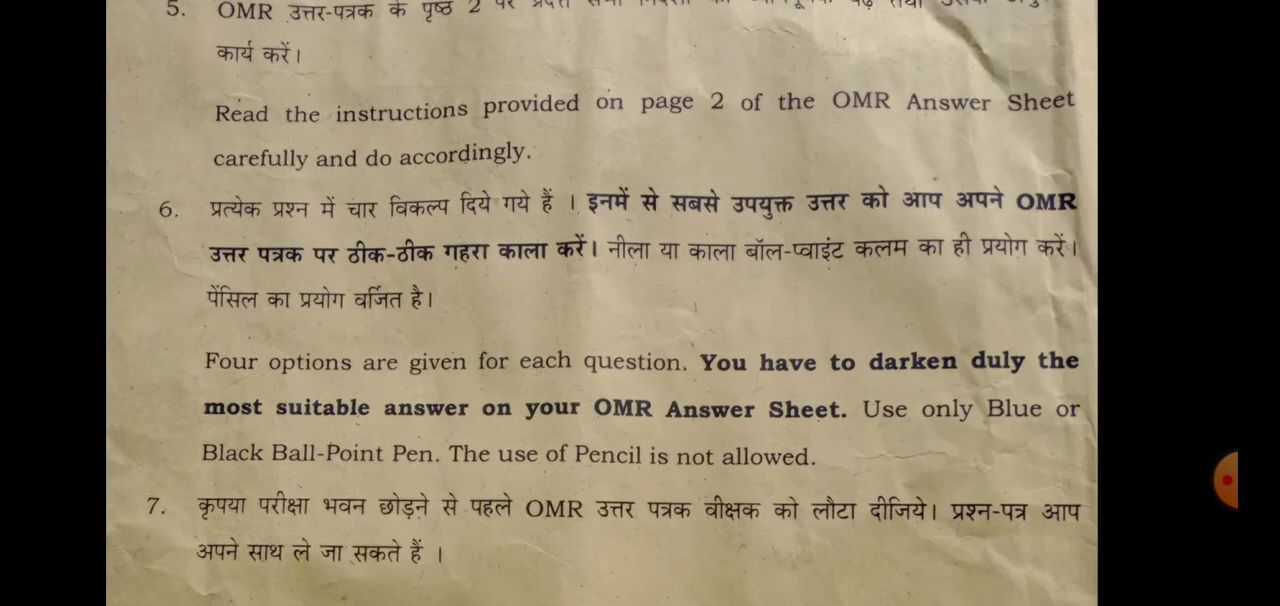 5. OMR उत्तर-पत्रक के पृष्ठ 2 पर
कार्य करें।
Read the instructions provided on page 2 of the OMR Answer Sheet
carefully and do accordingly.
6. प्रत्येक प्रश्न में चार विकल्प दिये गये हैं । इनमें से सबसे उपयुक्त उत्तर को आप अपने OMR
उत्तर पत्रक पर ठीक-ठीक गहरा काला करें। नीला या काला बॉल-प्वाइंट कलम का ही प्रयोग करें।
पेंसिल का प्रयोग वर्जित है।
Four options are given for each question. You have to darken duly the
most suitable answer on your OMR Answer Sheet. Use only Blue or
Black Ball-Point Pen. The use of Pencil is not allowed.
7. कृपया परीक्षा भवन छोड़ने से पहले OMR उत्तर पत्रक वीक्षक को लौटा दीजिये। प्रश्न-पत्र आप
अपने साथ ले जा सकते हैं ।